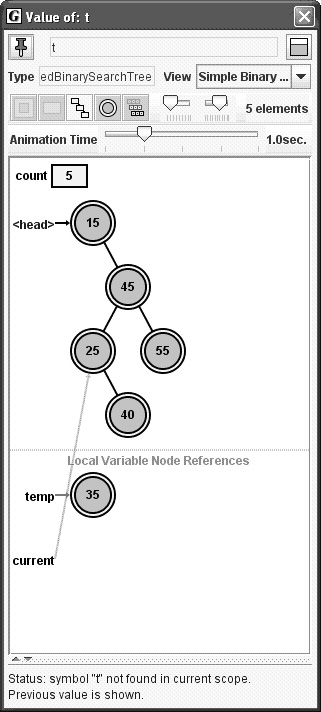 Value of: t
t
Type edBinarySearchTree View Simple Binary ...
5 elements
Animation Time 1.0sec.
count 5
<head> 15
45
25 55
40
Local Variable Node References
temp 35
current
Status: symbol "t" not found in current scope.
Previous value is shown.